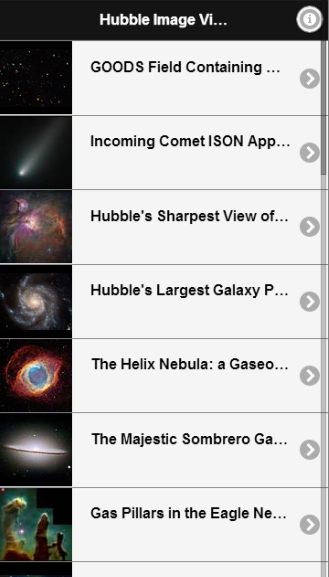 Hubble Image Vi...
i
GOODS Field Containing ...
Incoming Comet ISON App...
Hubble's Sharpest View of...
Hubble's Largest Galaxy P...
The Helix Nebula: a Gaseo...
The Majestic Sombrero Ga...
Gas Pillars in the Eagle Ne...